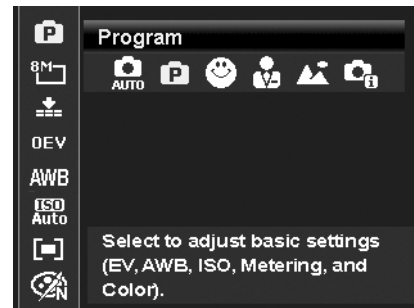 P
Program
8M
AUTO
P
i
0EV
AWB
ISO
Auto
N
Select to adjust basic settings
(EV, AWB, ISO, Metering, and
Color).